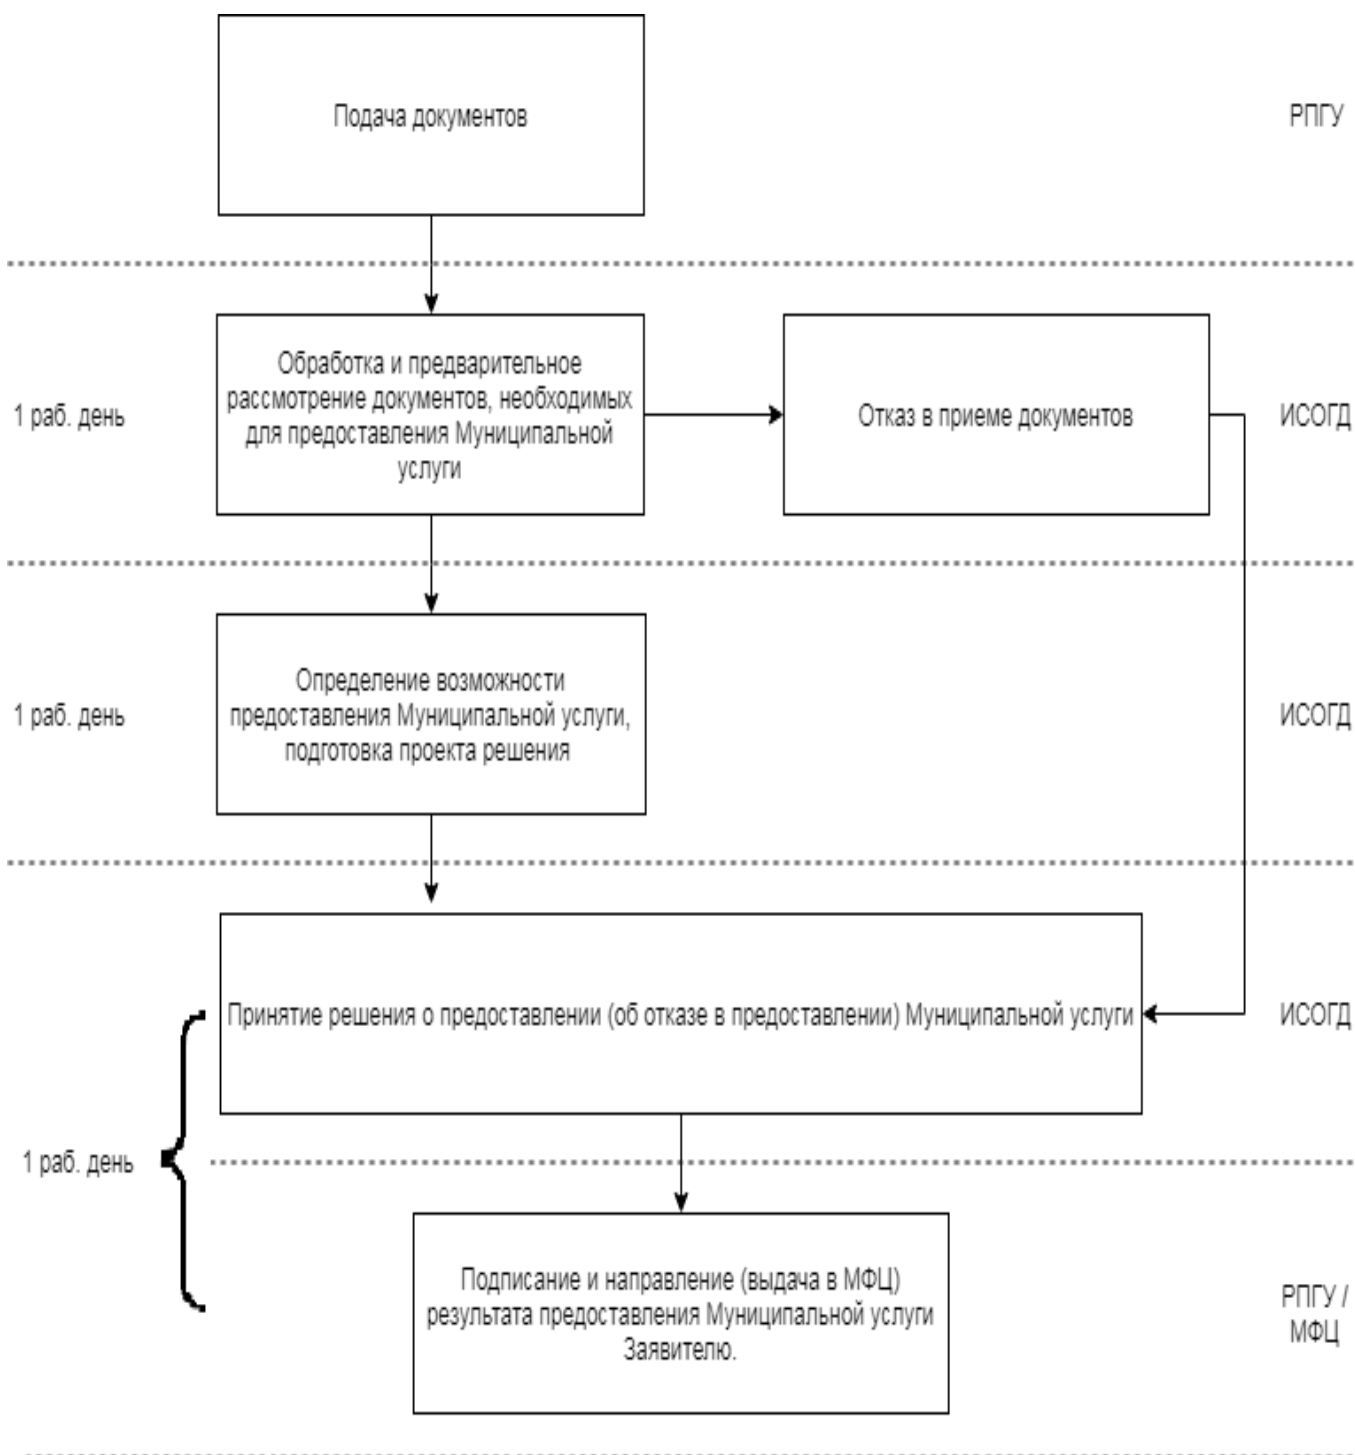 Подача документов
РПГУ
1 раб. день
Обработка и предварительное
рассмотрение документов, необходимых
для предоставления Муниципальной
услуги
Отказ в приеме документов
ИСОГД
1 раб. день
Определение возможности
предоставления Муниципальной услуги,
подготовка проекта решения
ИСОГД
Принятие решения о предоставлении (об отказе в предоставлении) Муниципальной услуги
ИСОГД
1 раб. день
Подписание и направление (выдача в МФЦ)
результата предоставления Муниципальной услуги
Заявителю.
РПГУ /
МФЦ